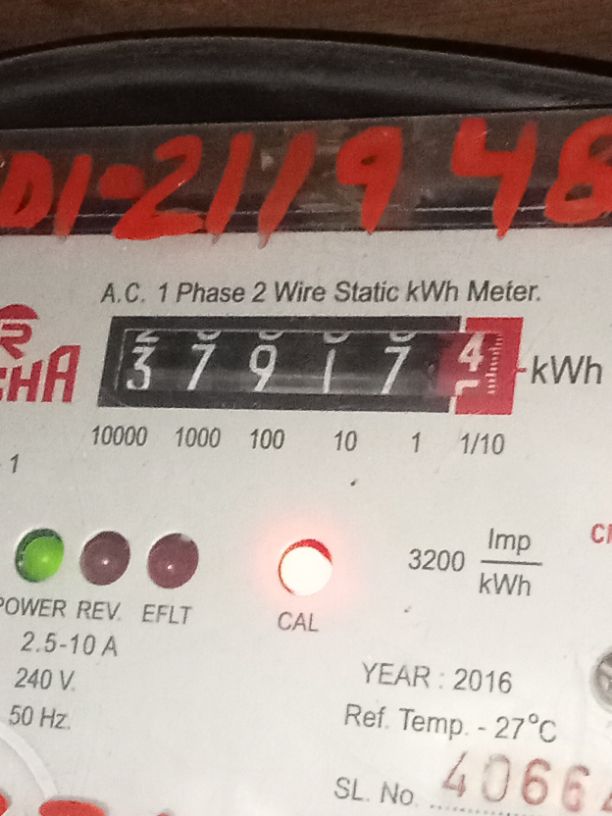 DI-211948
A.C. 1 Phase 2 Wire Static kWh Meter.
37917 4 kWh
10000 1000 100 10 1 1/10
1
3200 Imp/kWh
POWER REV. EFLT CAL
2.5-10 A
240 V.
50 Hz.
YEAR : 2016
Ref. Temp. - 27°C
SL. No. 4066